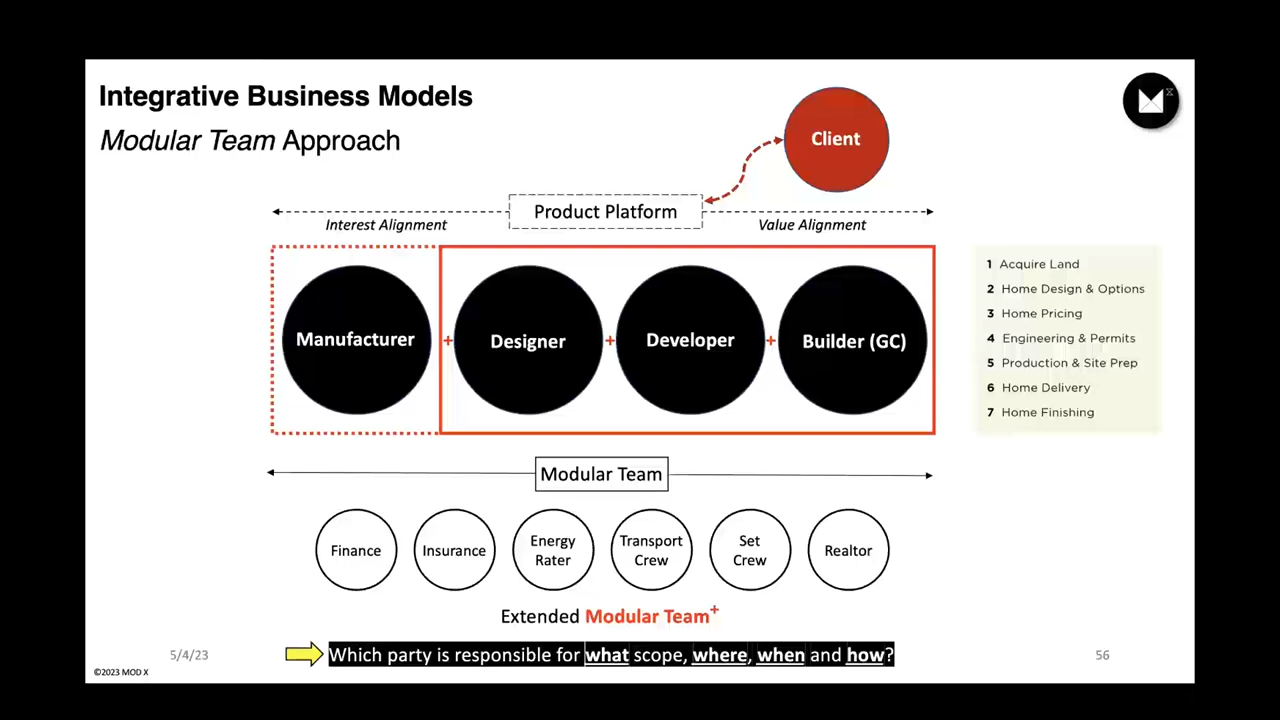 Integrative Business Models
Modular Team Approach
Client
Product Platform
Interest Alignment
Value Alignment
Manufacturer
+
Designer
+
Developer
+
Builder (GC)
1 Acquire Land
2 Home Design & Options
3 Home Pricing
4 Engineering & Permits
5 Production & Site Prep
6 Home Delivery
7 Home Finishing
Modular Team
Finance
Insurance
Energy
Rater
Transport
Crew
Set
Crew
Realtor
Extended Modular Team+
Which party is responsible for what scope, where, when and how?
5/4/23
56
©2023 MOD X